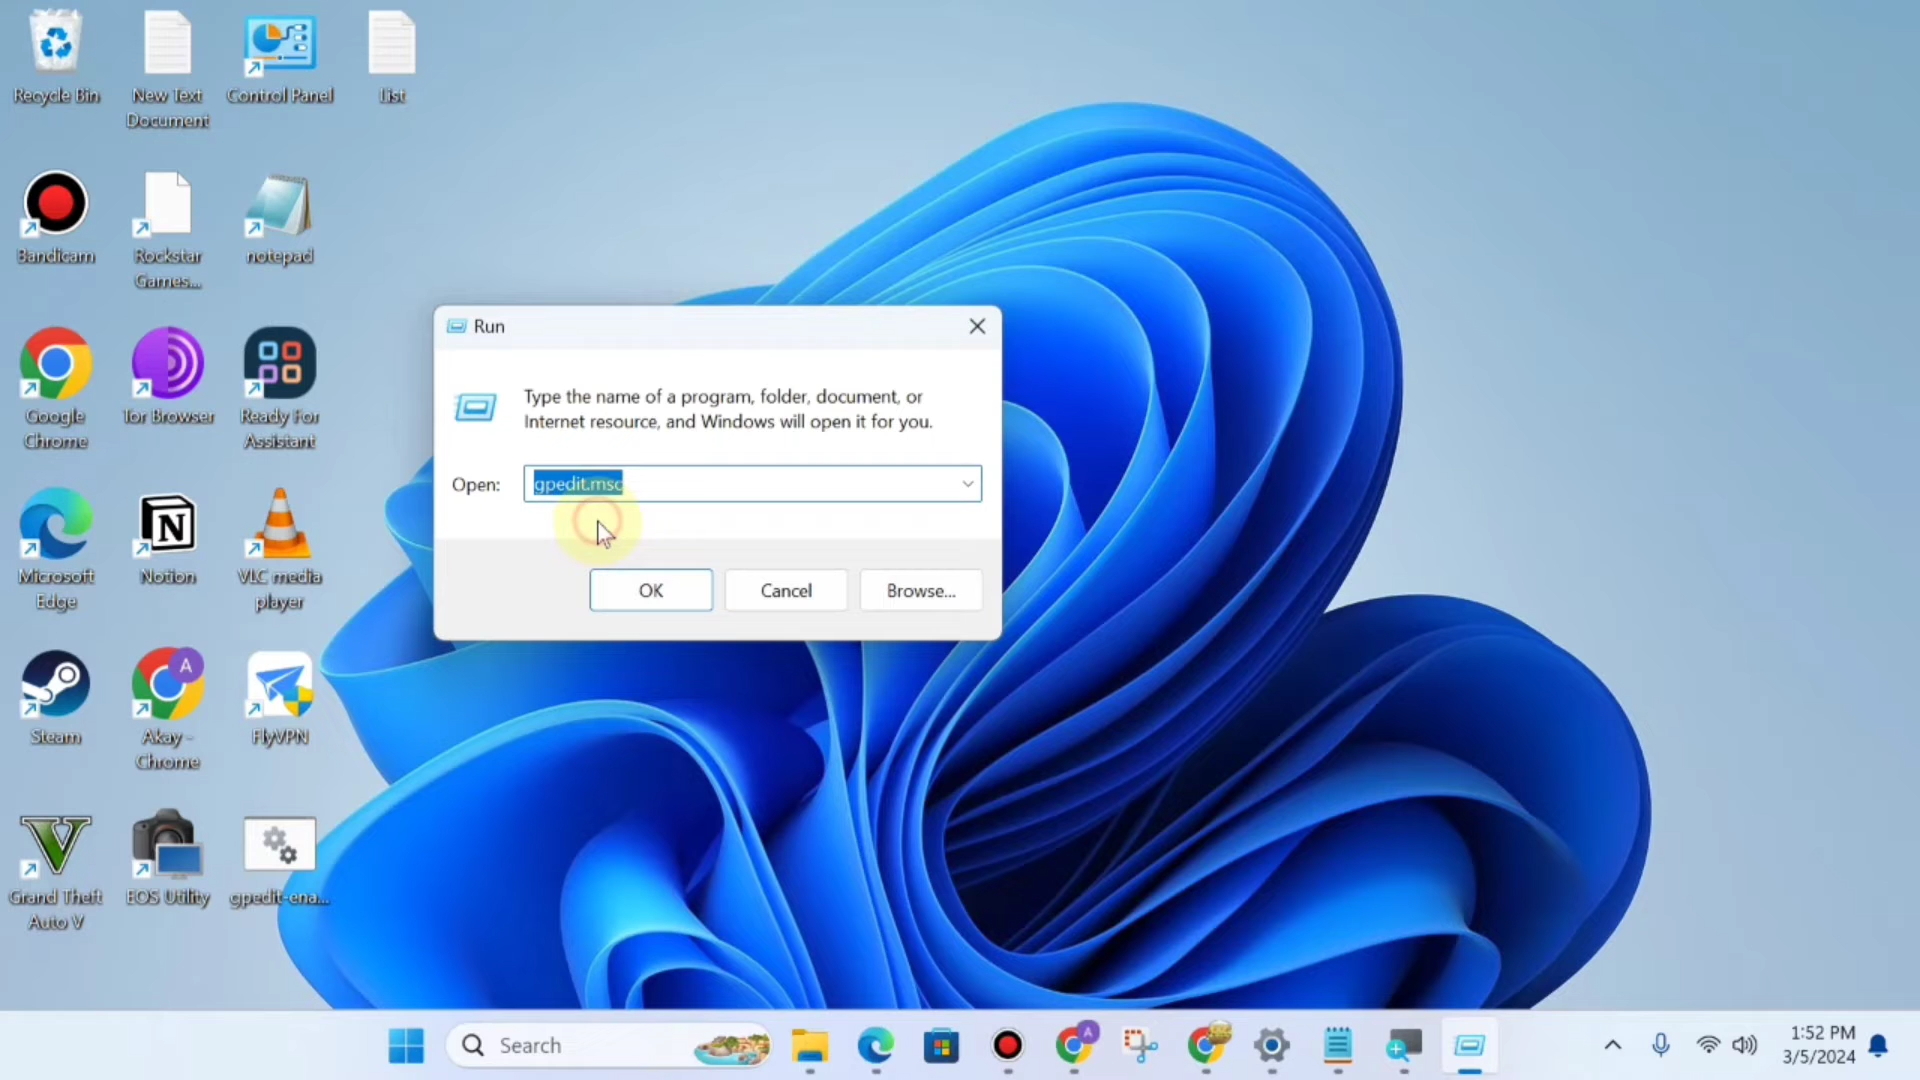 Recycle Bin
New Text
Document
Control Panel
List
Bandicam
Rockstar
Games...
notepad
Google
Chrome
Tor Browser
Ready For
Assistant
Microsoft
Edge
Notion
VLC media
player
Steam
Akay -
Chrome
FlyVPN
Grand Theft
Auto V
EOS Utility
gpedit-ena...
Run
Type the name of a program, folder, document, or
Internet resource, and Windows will open it for you.
Open: gpedit.msc
OK Cancel Browse...
Search
1:52 PM
3/5/2024